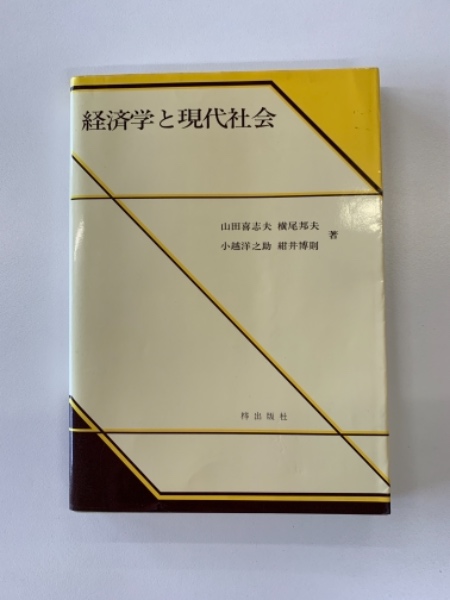 経済学と現代社会
山田喜志夫 横尾邦夫
小越洋之助 紺井博則
著
梓出版社